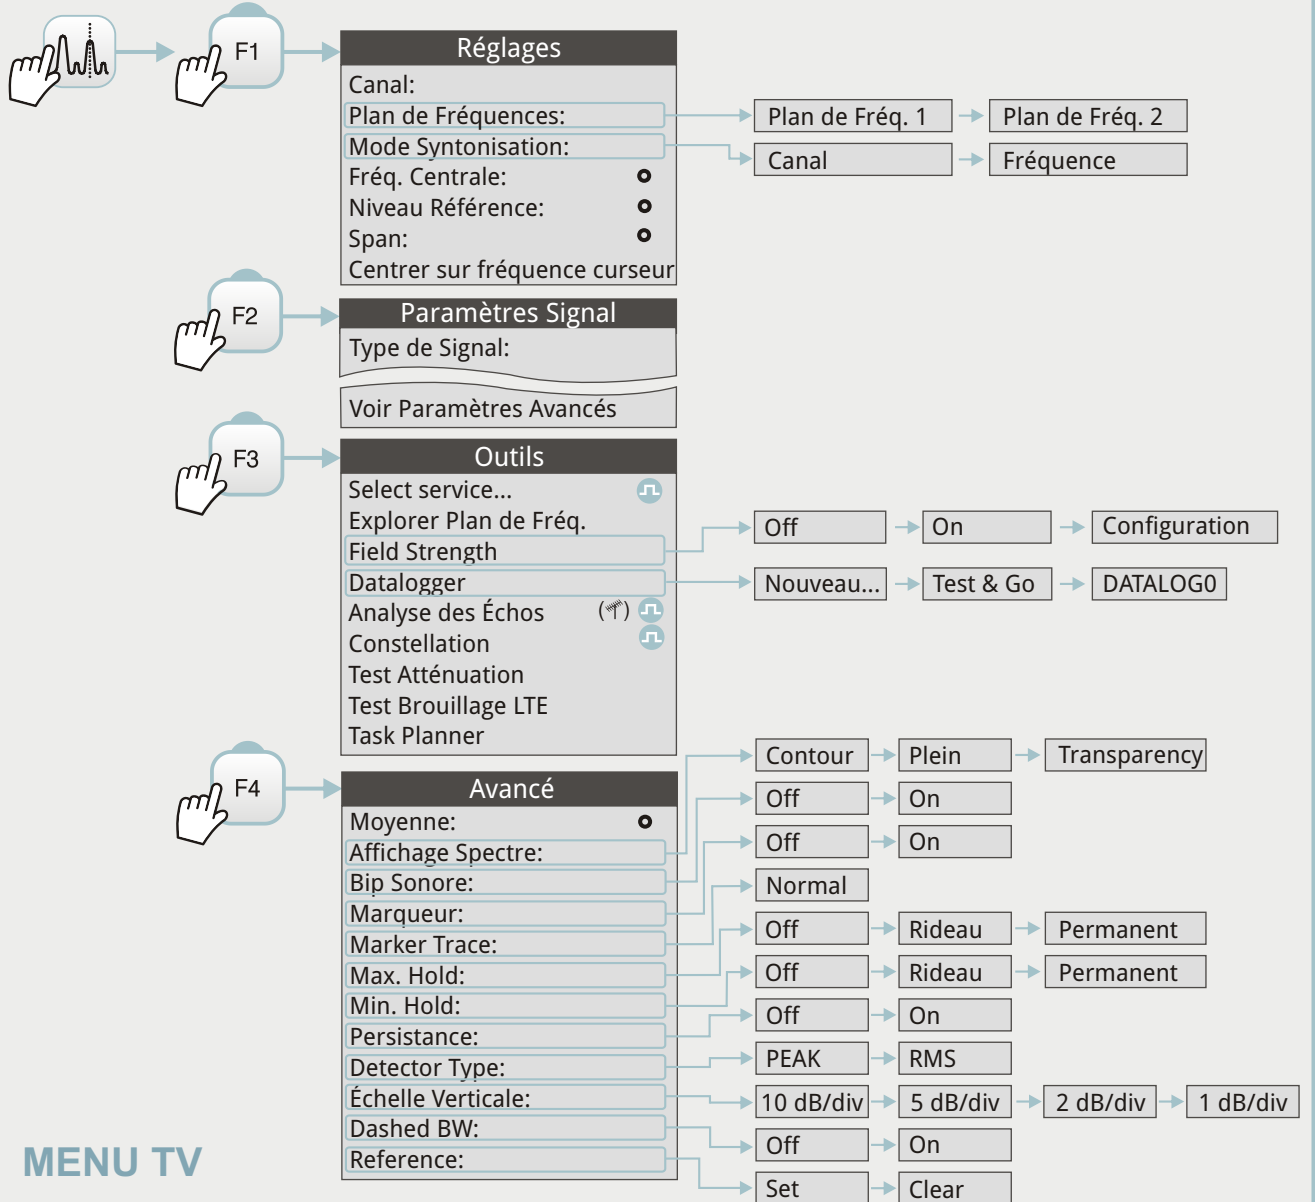 F1
Réglages
Canal:
Plan de Fréquences:
Plan de Fréq. 1
Plan de Fréq. 2
Mode Syntonisation:
Canal
Fréquence
Fréq. Centrale:
Niveau Référence:
Span:
Centrer sur fréquence curseur
F2
Paramètres Signal
Type de Signal:
Voir Paramètres Avancés
F3
Outils
Select service...
Explorer Plan de Fréq.
Field Strength
Off
On
Configuration
Datalogger
Nouveau...
Test & Go
DATALOG0
Analyse des Échos
Constellation
Test Atténuation
Test Brouillage LTE
Task Planner
F4
Avancé
Moyenne:
Affichage Spectre:
Contour
Plein
Transparency
Bip Sonore:
Off
On
Marqueur:
Off
On
Marker Trace:
Normal
Max. Hold:
Off
Rideau
Permanent
Min. Hold:
Off
Rideau
Permanent
Persistance:
Off
On
Detector Type:
PEAK
RMS
Échelle Verticale:
10 dB/div
5 dB/div
2 dB/div
1 dB/div
Dashed BW:
Off
On
Reference:
Set
Clear
MENU TV